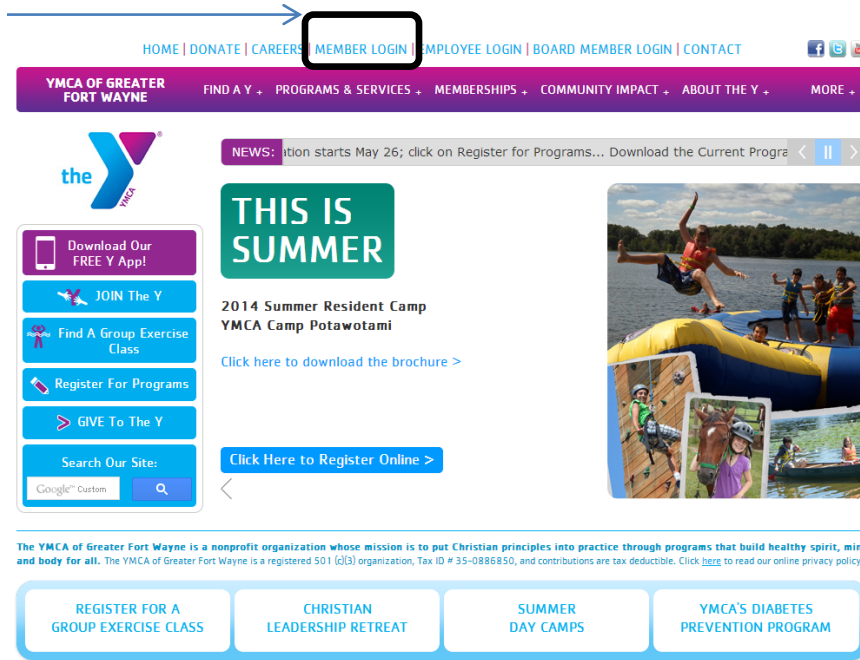 HOME | DONATE | CAREERS | MEMBER LOGIN | EMPLOYEE LOGIN | BOARD MEMBER LOGIN | CONTACT
YMCA OF GREATER
FORT WAYNE
FIND A Y + PROGRAMS & SERVICES + MEMBERSHIPS + COMMUNITY IMPACT + ABOUT THE Y + MORE +
the
YMCA
NEWS: ation starts May 26; click on Register for Programs... Download the Current Progra
THIS IS
SUMMER
2014 Summer Resident Camp
YMCA Camp Potawotami
Click here to download the brochure >
Click Here to Register Online >
Download Our
FREE Y App!
JOIN The Y
Find A Group Exercise
Class
Register For Programs
GIVE To The Y
Search Our Site:
Google™ Custom
The YMCA of Greater Fort Wayne is a nonprofit organization whose mission is to put Christian principles into practice through programs that build healthy spirit, min
and body for all. The YMCA of Greater Fort Wayne is a registered 501 (c)(3) organization, Tax ID # 35-0886850, and contributions are tax deductible. Click here to read our online privacy policy
REGISTER FOR A
GROUP EXERCISE CLASS
CHRISTIAN
LEADERSHIP RETREAT
SUMMER
DAY CAMPS
YMCA'S DIABETES
PREVENTION PROGRAM